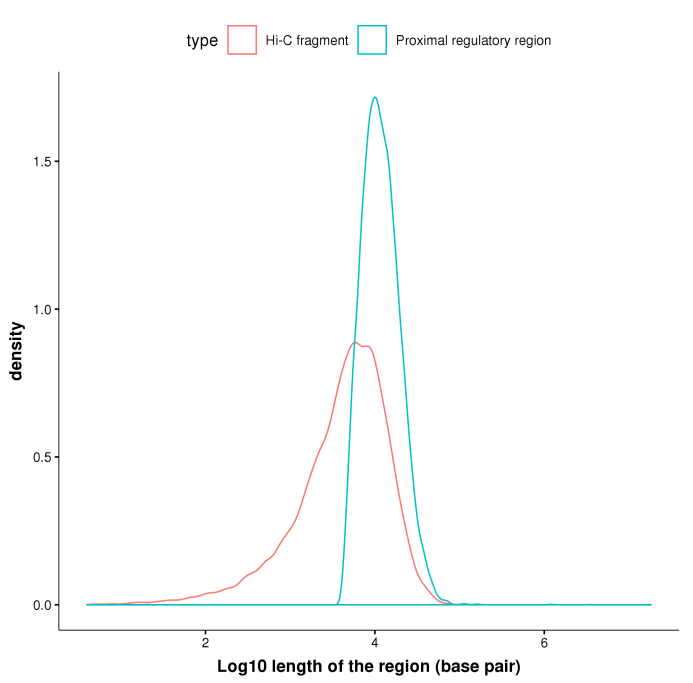 type Hi-C fragment Proximal regulatory region
1.5
1.0
0.5
0.0
density
2 4 6
Log10 length of the region (base pair)